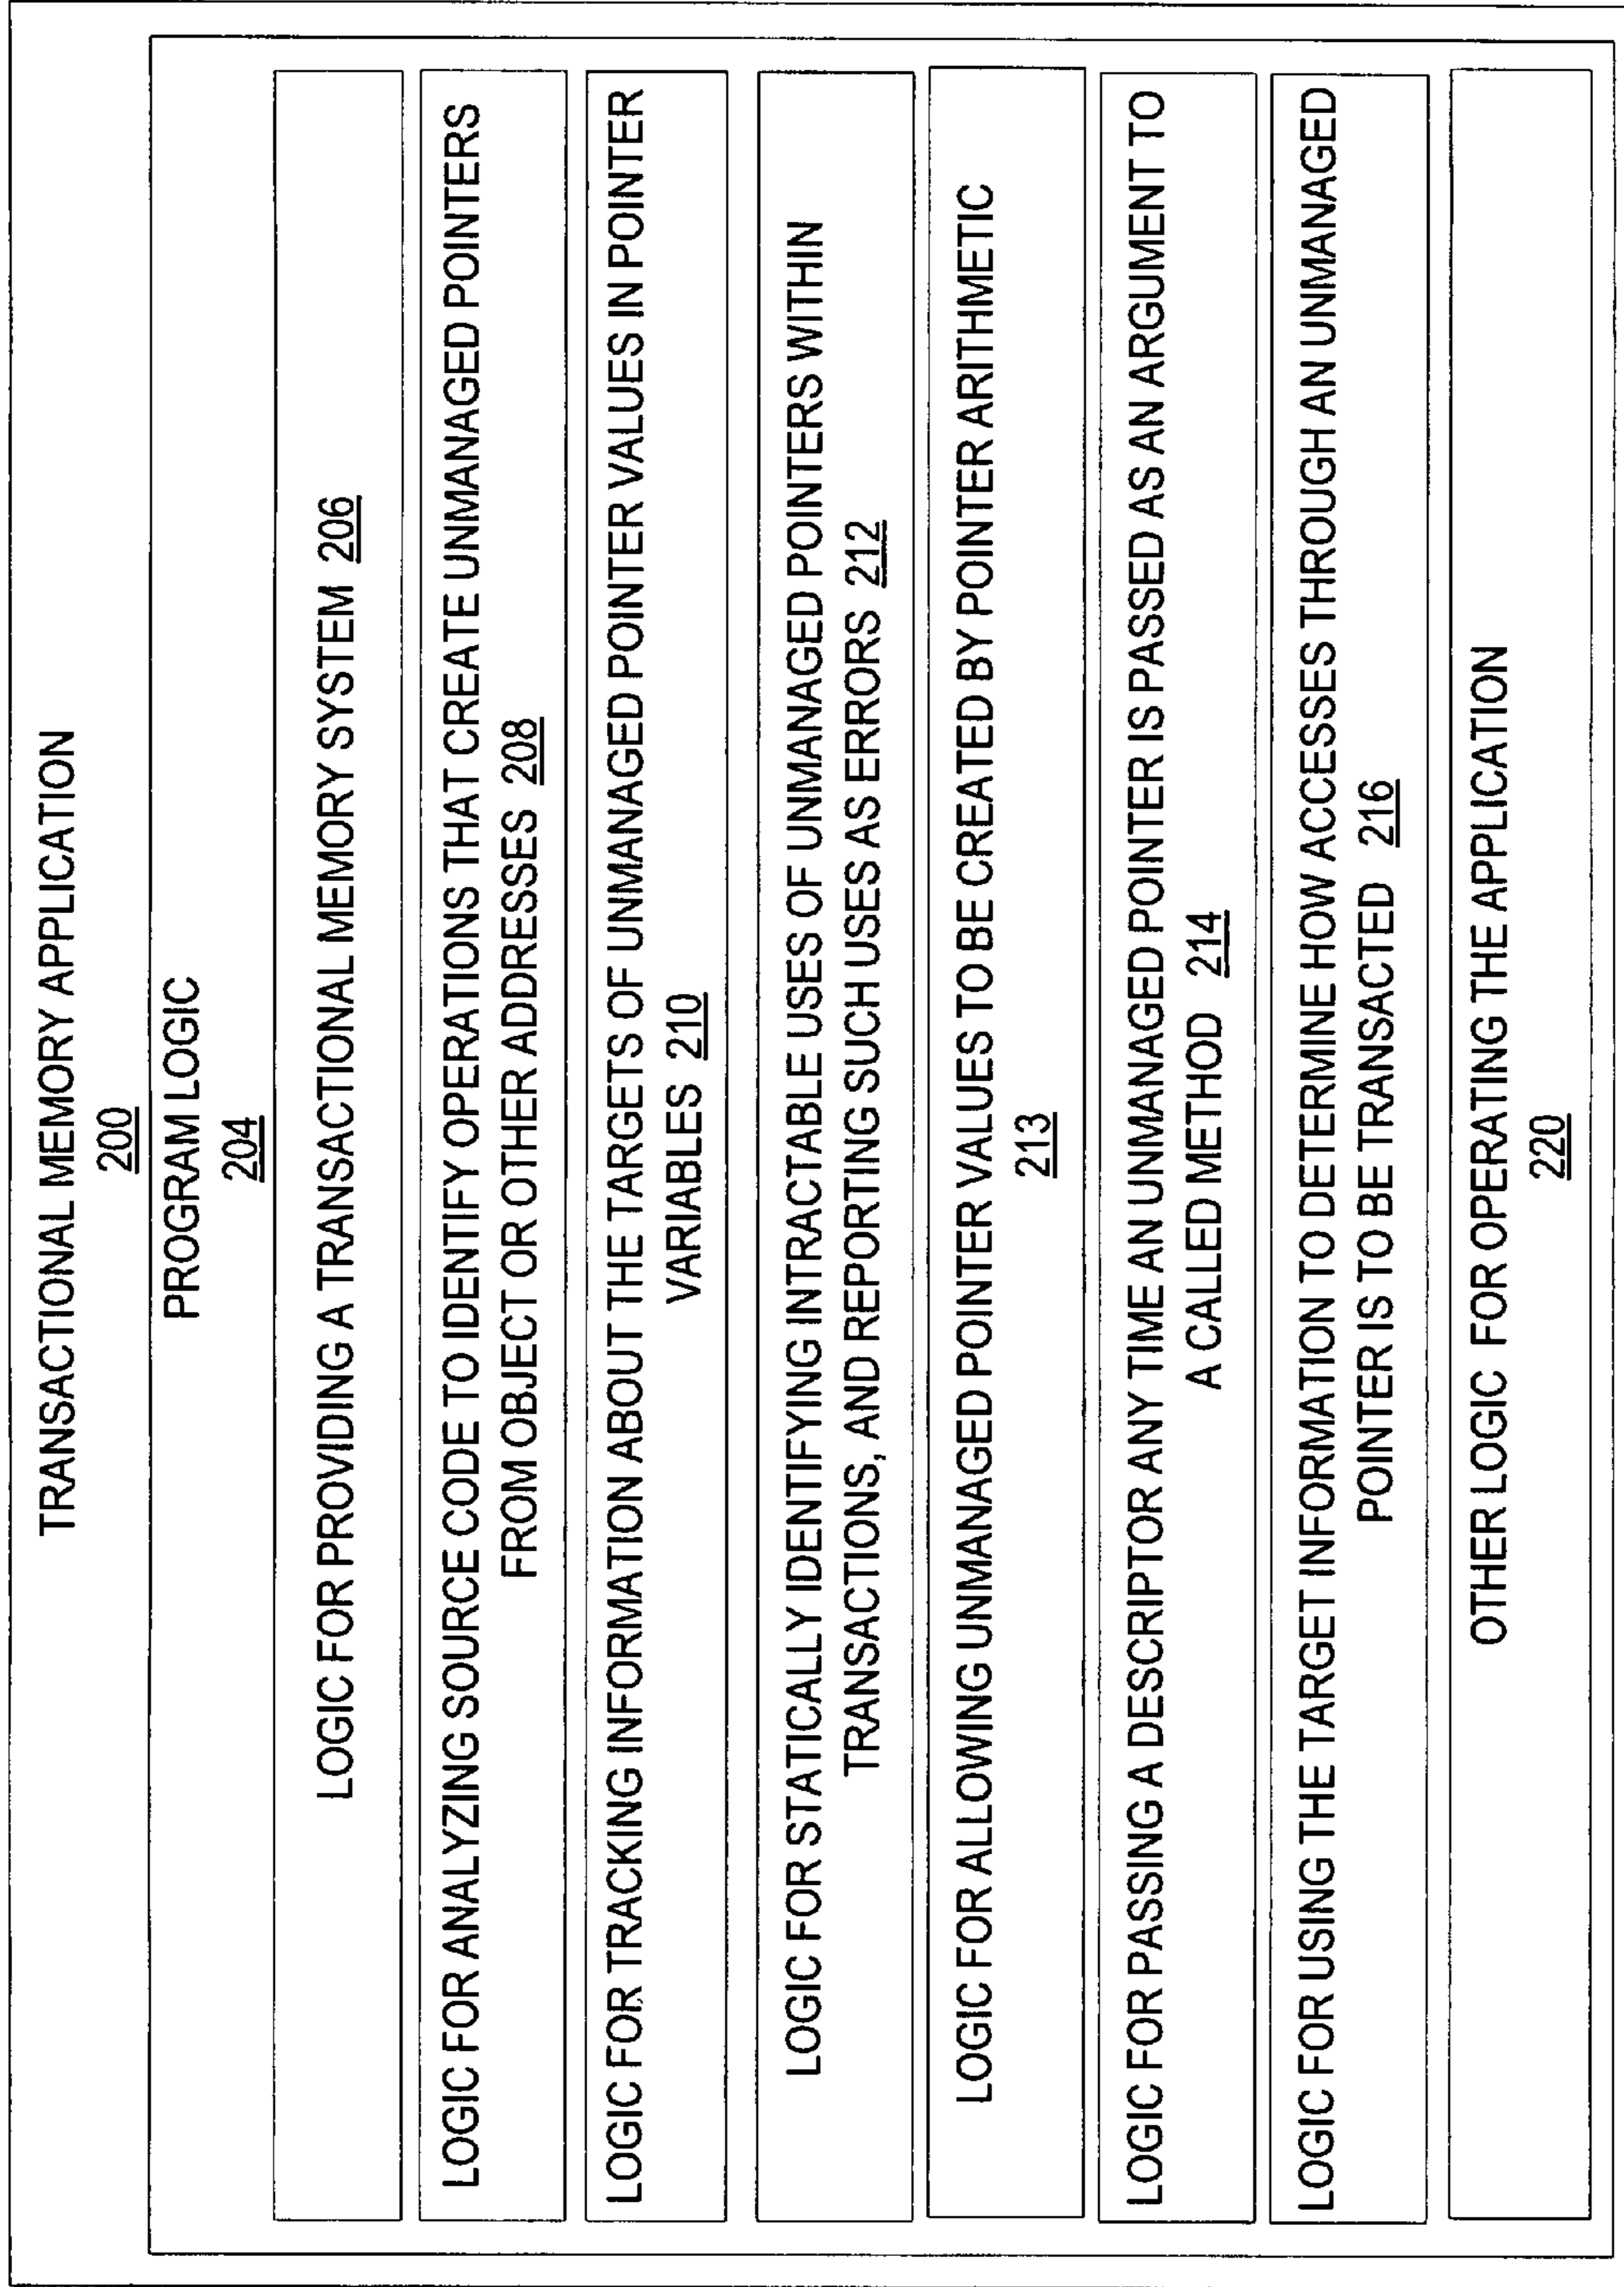 TRANSACTIONAL MEMORY APPLICATION
200
PROGRAM LOGIC
204
LOGIC FOR PROVIDING A TRANSACTIONAL MEMORY SYSTEM 206
LOGIC FOR ANALYZING SOURCE CODE TO IDENTIFY OPERATIONS THAT CREATE UNMANAGED POINTERS
FROM OBJECT OR OTHER ADDRESSES 208
LOGIC FOR TRACKING INFORMATION ABOUT THE TARGETS OF UNMANAGED POINTER VALUES IN POINTER
VARIABLES 210
LOGIC FOR STATICALLY IDENTIFYING INTRACTABLE USES OF UNMANAGED POINTERS WITHIN
TRANSACTIONS, AND REPORTING SUCH USES AS ERRORS 212
LOGIC FOR ALLOWING UNMANAGED POINTER VALUES TO BE CREATED BY POINTER ARITHMETIC
213
LOGIC FOR PASSING A DESCRIPTOR ANY TIME AN UNMANAGED POINTER IS PASSED AS AN ARGUMENT TO
A CALLED METHOD 214
LOGIC FOR USING THE TARGET INFORMATION TO DETERMINE HOW ACCESSES THROUGH AN UNMANAGED
POINTER IS TO BE TRANSACTED 216
OTHER LOGIC FOR OPERATING THE APPLICATION
220